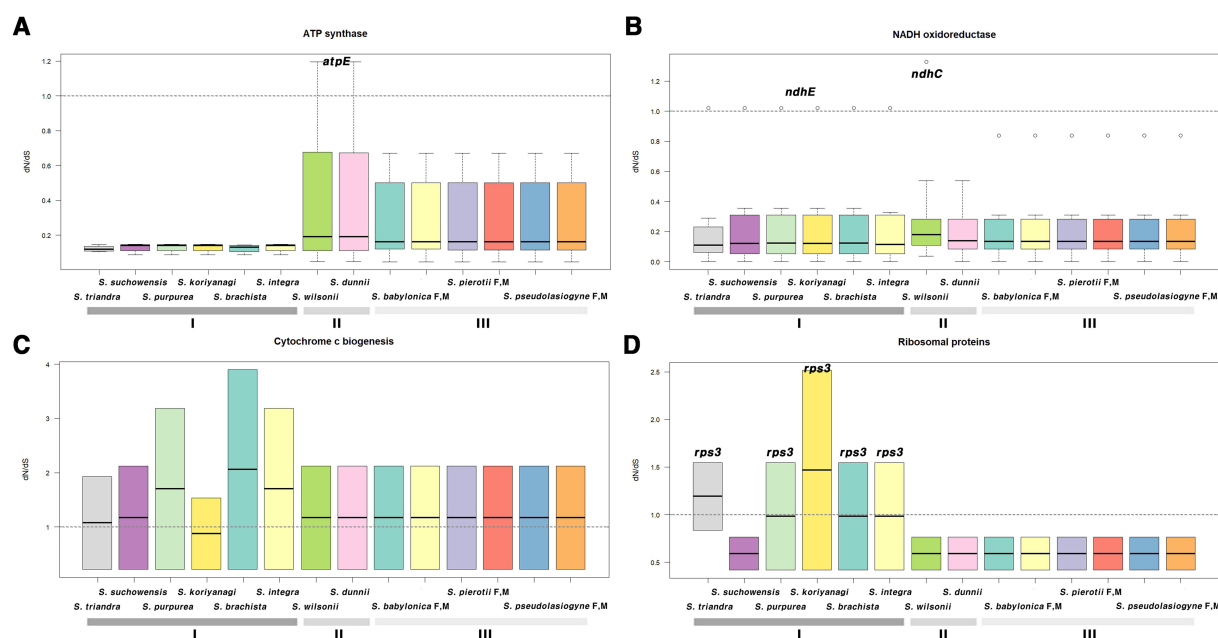 A
ATP synthase
1.2
1.0
0.8
0.6
0.4
0.2
dN/dS
atpE
S. suchowensis S. koriyanagi S. integra S. dunnii S. pierotii F,M
S. triandra S. purpurea S. brachista S. wilsonii S. babylonica F,M S. pseudolasiogyne F,M
I II III
B
NADH oxidoreductase
1.2
1.0
0.8
0.6
0.4
0.2
0.0
dN/dS
ndhE
ndhC
S. suchowensis S. koriyanagi S. integra S. dunnii S. pierotii F,M
S. triandra S. purpurea S. brachista S. wilsonii S. babylonica F,M S. pseudolasiogyne F,M
I II III
C
Cytochrome c biogenesis
4
3
2
1
dN/dS
S. suchowensis S. koriyanagi S. integra S. dunnii S. pierotii F,M
S. triandra S. purpurea S. brachista S. wilsonii S. babylonica F,M S. pseudolasiogyne F,M
I II III
D
Ribosomal proteins
2.5
2.0
1.5
1.0
0.5
dN/dS
rps3
rps3 rps3 rps3 rps3
S. suchowensis S. koriyanagi S. integra S. dunnii S. pierotii F,M
S. triandra S. purpurea S. brachista S. wilsonii S. babylonica F,M S. pseudolasiogyne F,M
I II III